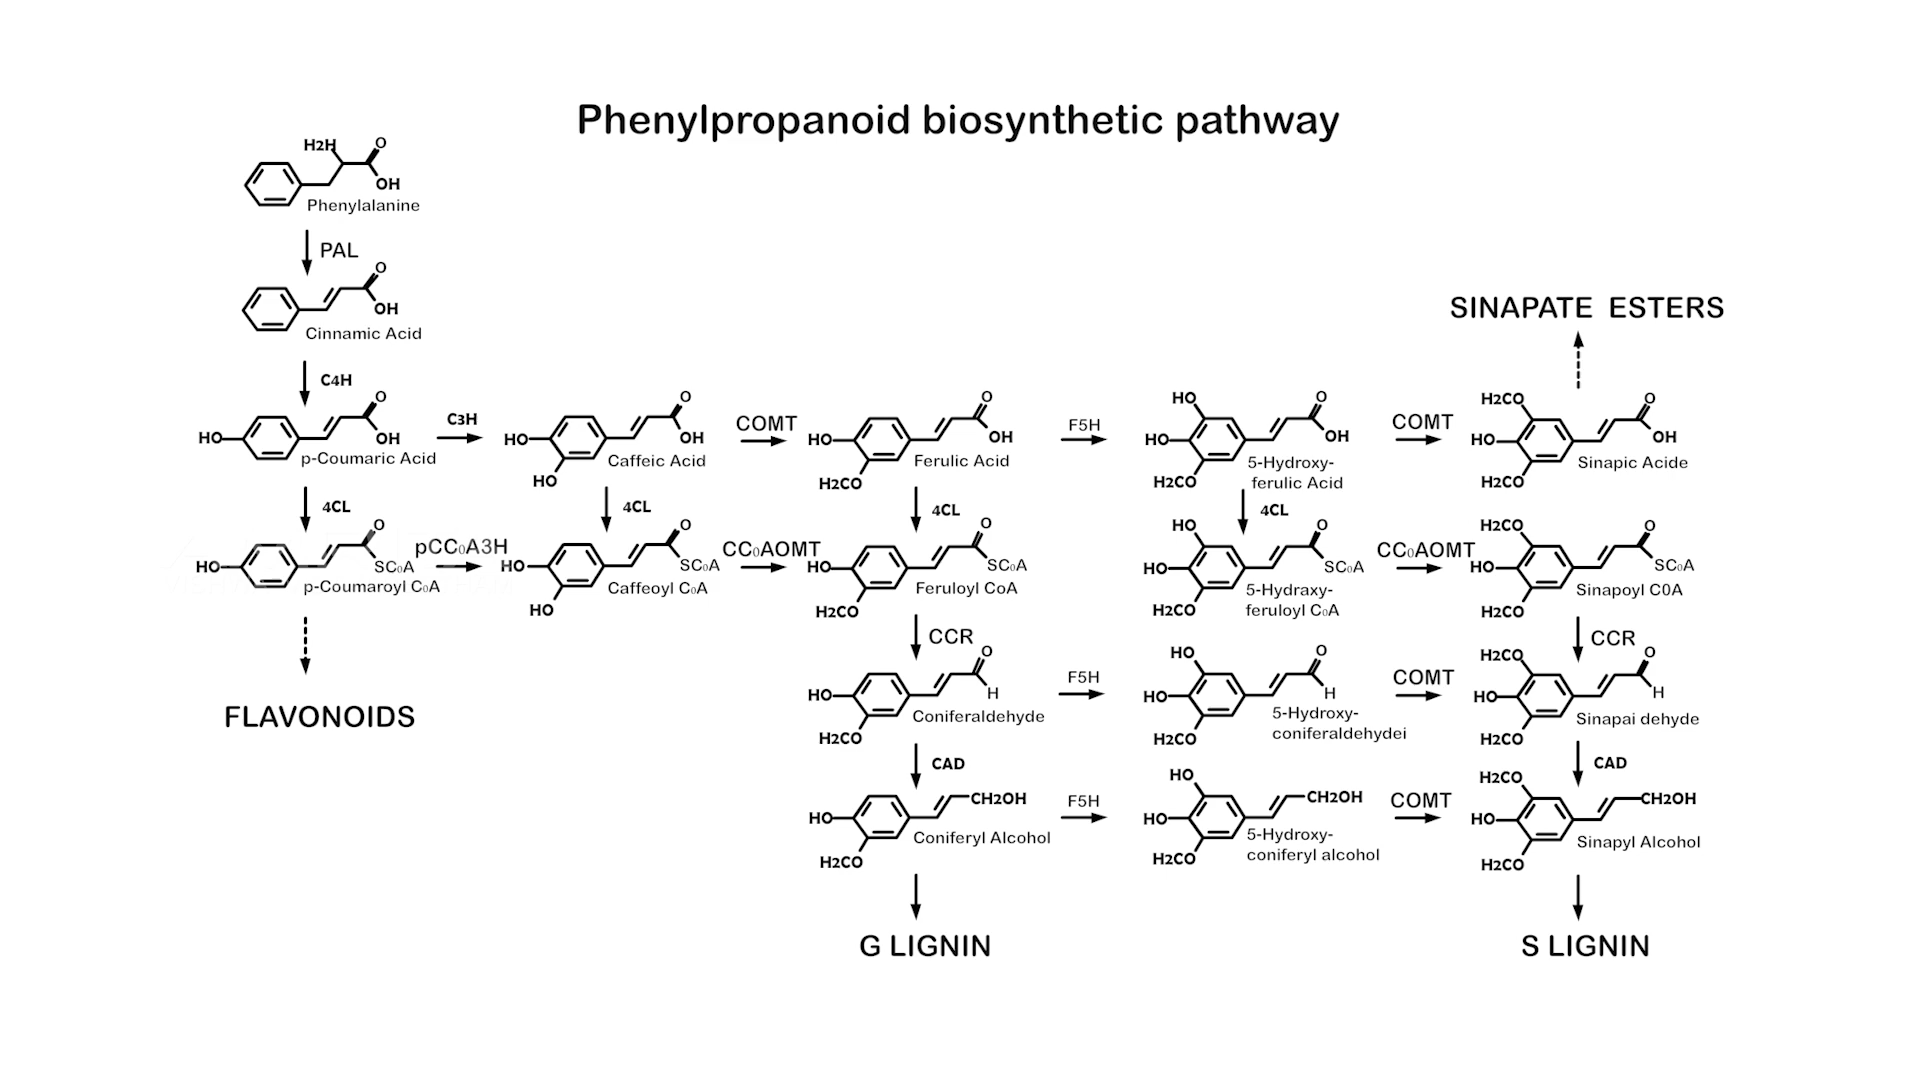 Phenylpropanoid biosynthetic pathway
H2H
O
OH
Phenylalanine
PAL
O
OH
Cinnamic Acid
C4H
SINAPATE ESTERS
HO
O
OH
p-Coumaric Acid
C3H
HO
HO
O
OH
Caffeic Acid
COMT
HO
H2CO
O
OH
Ferulic Acid
F5H
HO
HO
H2CO
O
OH
5-Hydroxy-
ferulic Acid
COMT
H2CO
HO
H2CO
O
OH
Sinapic Acide
4CL
4CL
4CL
4CL
HO
O
SC0A
p-Coumaroyl C0A
pCC0A3H
HO
HO
O
SC0A
Caffeoyl C0A
CC0AOMT
HO
H2CO
O
SC0A
Feruloyl CoA
HO
HO
H2CO
O
SC0A
5-Hydraxy-
feruloyl C0A
CC0AOMT
H2CO
HO
H2CO
O
SC0A
Sinapoyl C0A
FLAVONOIDS
CCR
CCR
HO
H2CO
O
H
Coniferaldehyde
F5H
HO
HO
H2CO
O
H
5-Hydroxy-
coniferaldehydei
COMT
H2CO
HO
H2CO
O
H
Sinapai dehyde
CAD
CAD
HO
H2CO
CH2OH
Coniferyl Alcohol
F5H
HO
HO
H2CO
CH2OH
5-Hydroxy-
coniferyl alcohol
COMT
H2CO
HO
H2CO
CH2OH
Sinapyl Alcohol
G LIGNIN
S LIGNIN